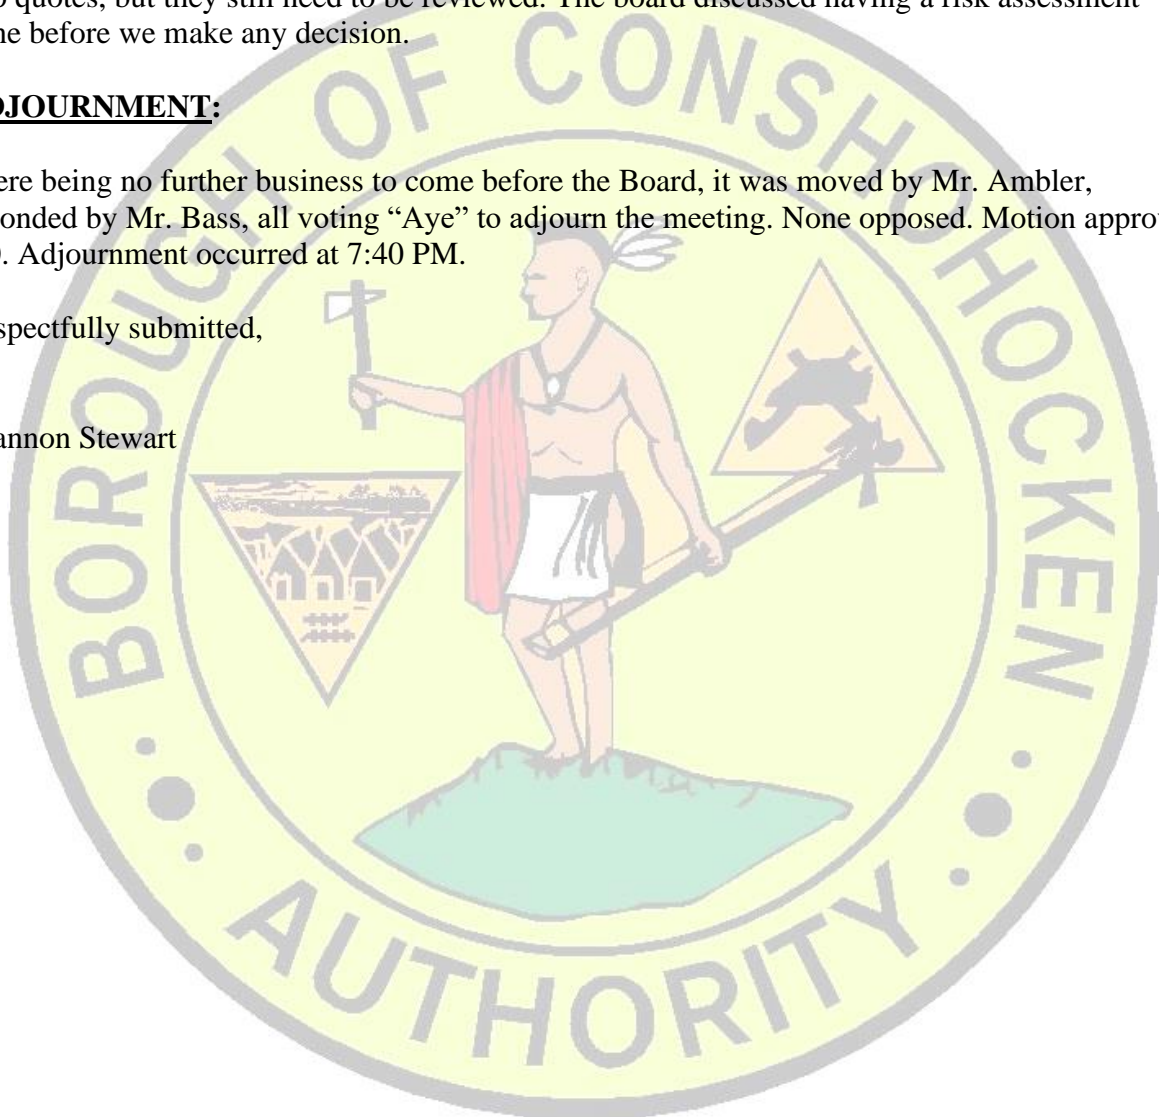 quotes, but they still need to be reviewed. The board discussed having a risk assessment
ne before we make any decision.
DJOURNMENT:
ere being no further business to come before the Board, it was moved by Mr. Ambler,
onded by Mr. Bass, all voting “Aye” to adjourn the meeting. None opposed. Motion approv
. Adjournment occurred at 7:40 PM.
spectfully submitted,
annon Stewart
BOROUGH OF CONSHOHOCKEN
AUTHORITY